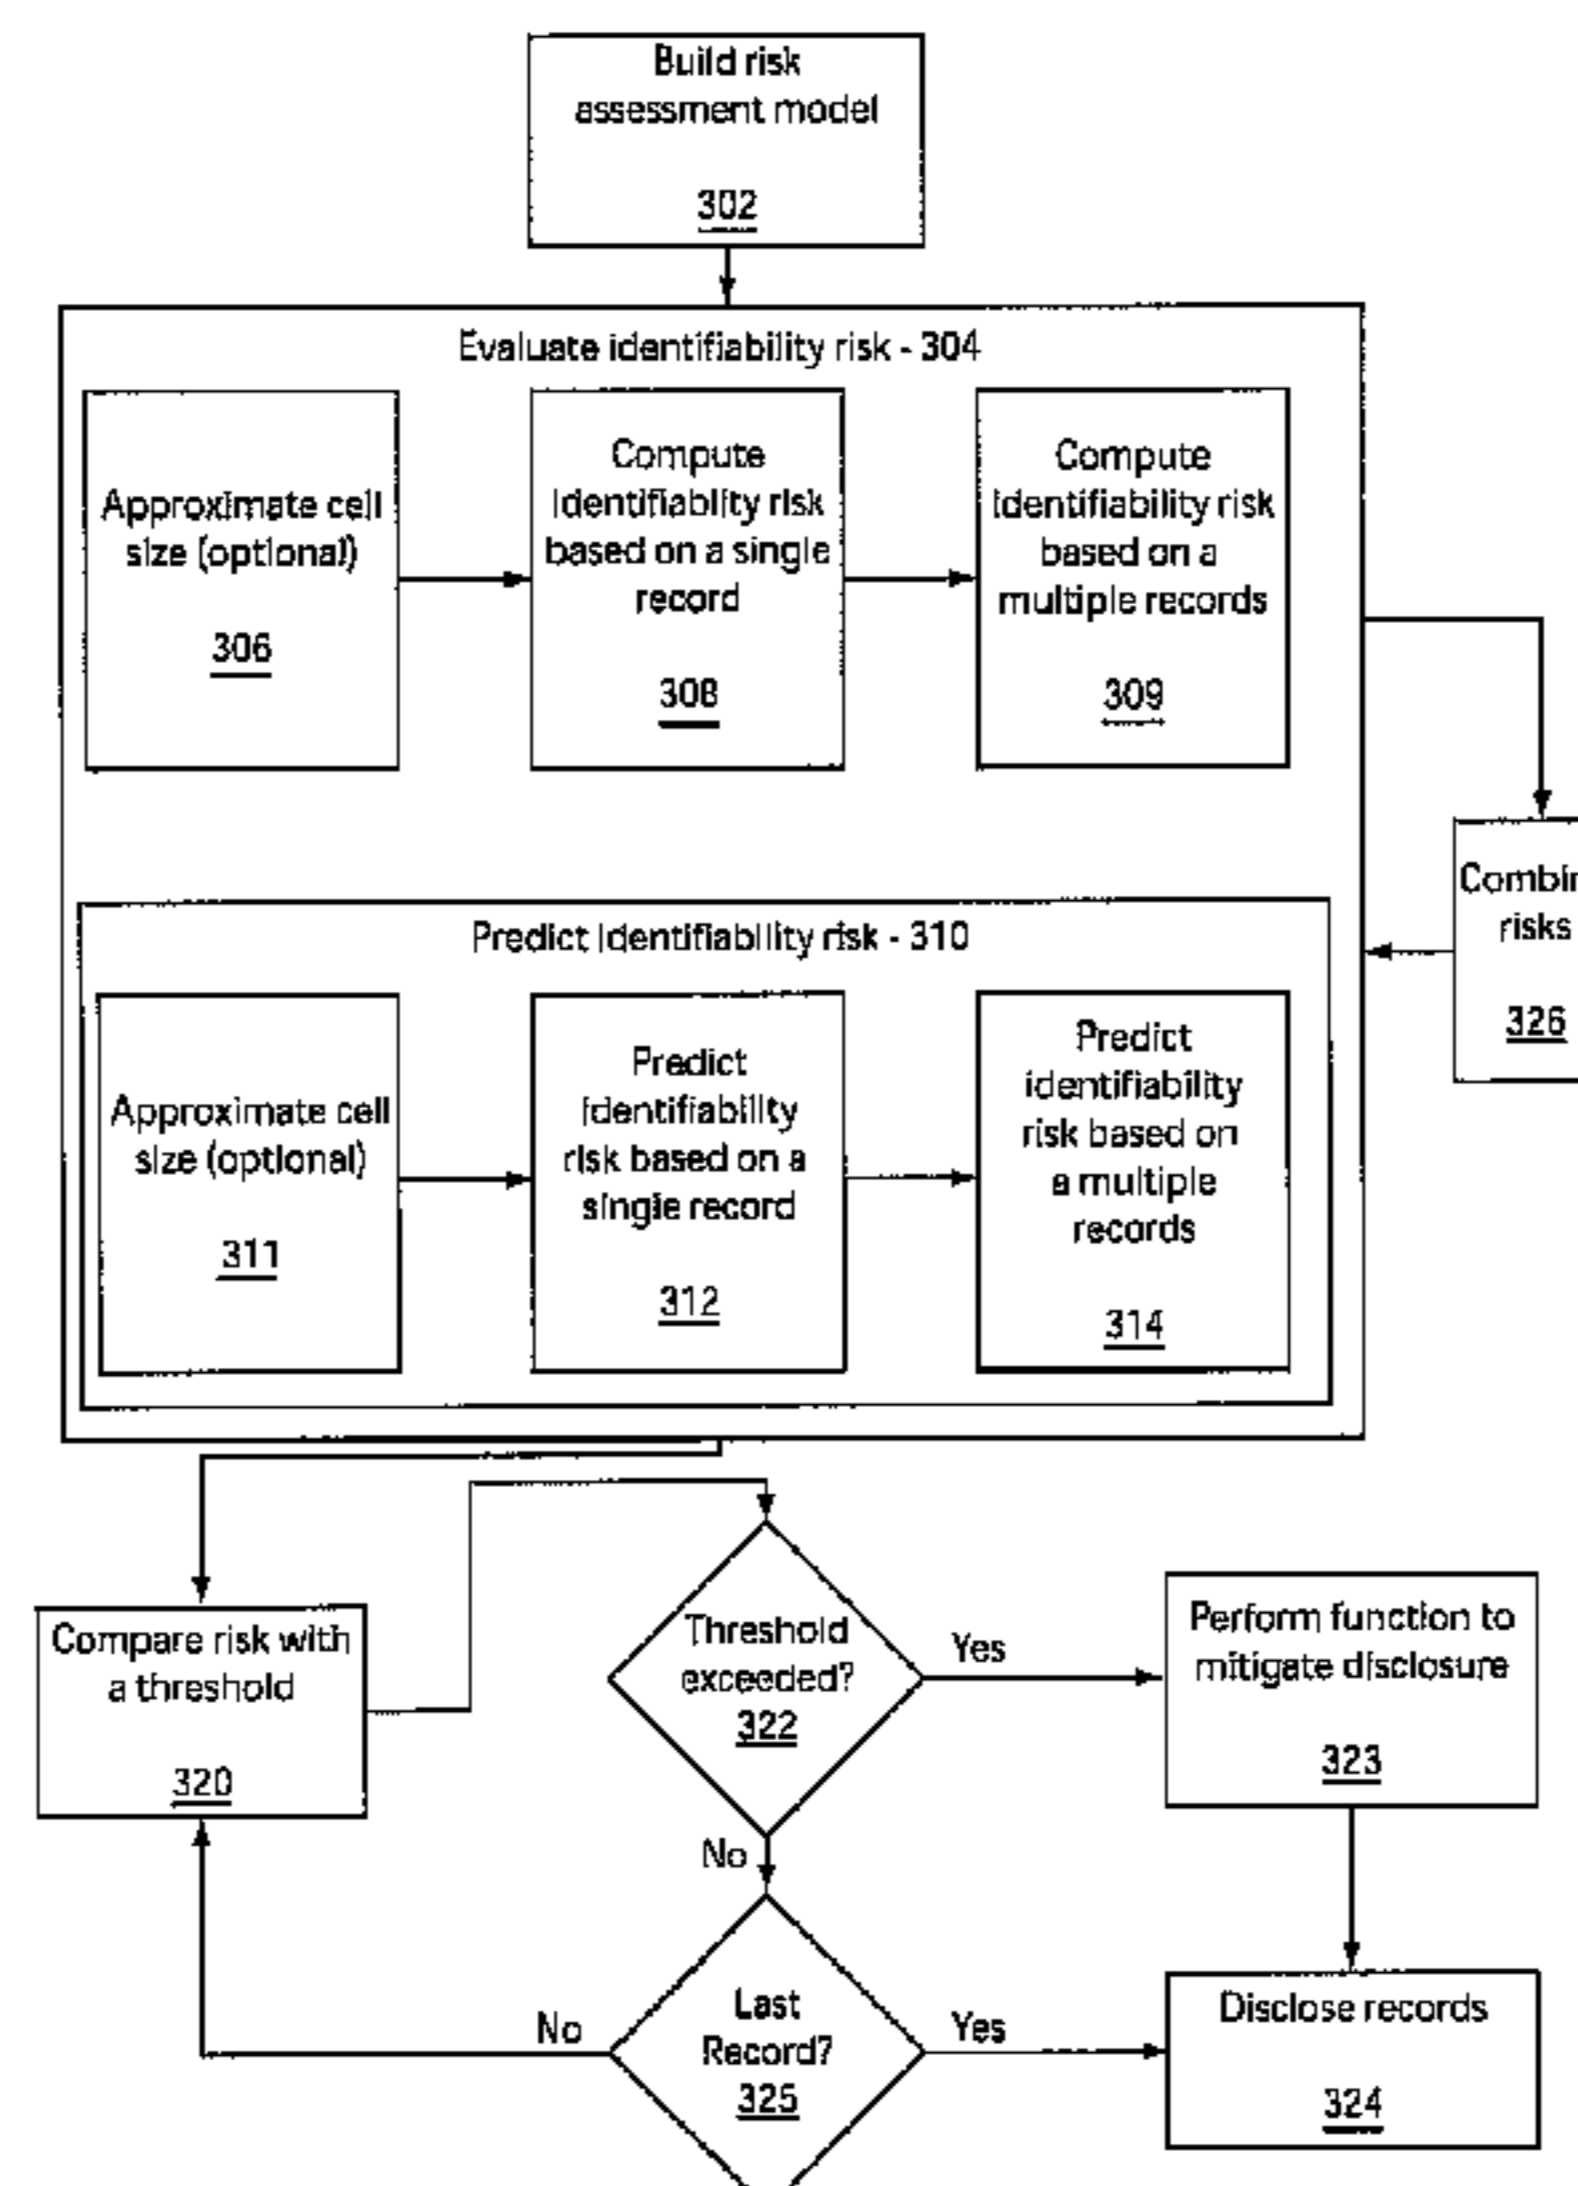 Build risk
assessment model
302
Evaluate identifiability risk - 304
Approximate cell
size (optional)
306
Compute
identifiability risk
based on a single
record
308
Compute
identifiability risk
based on a
multiple records
309
Combin
risks
326
Predict identifiability risk - 310
Approximate cell
size (optional)
311
Predict
identifiability
risk based on a
single record
312
Predict
identifiability
risk based on
a multiple
records
314
Compare risk with
a threshold
320
Threshold
exceeded?
322
Yes
No
Perform function to
mitigate disclosure
323
Last
Record?
325
No
Yes
Disclose records
324